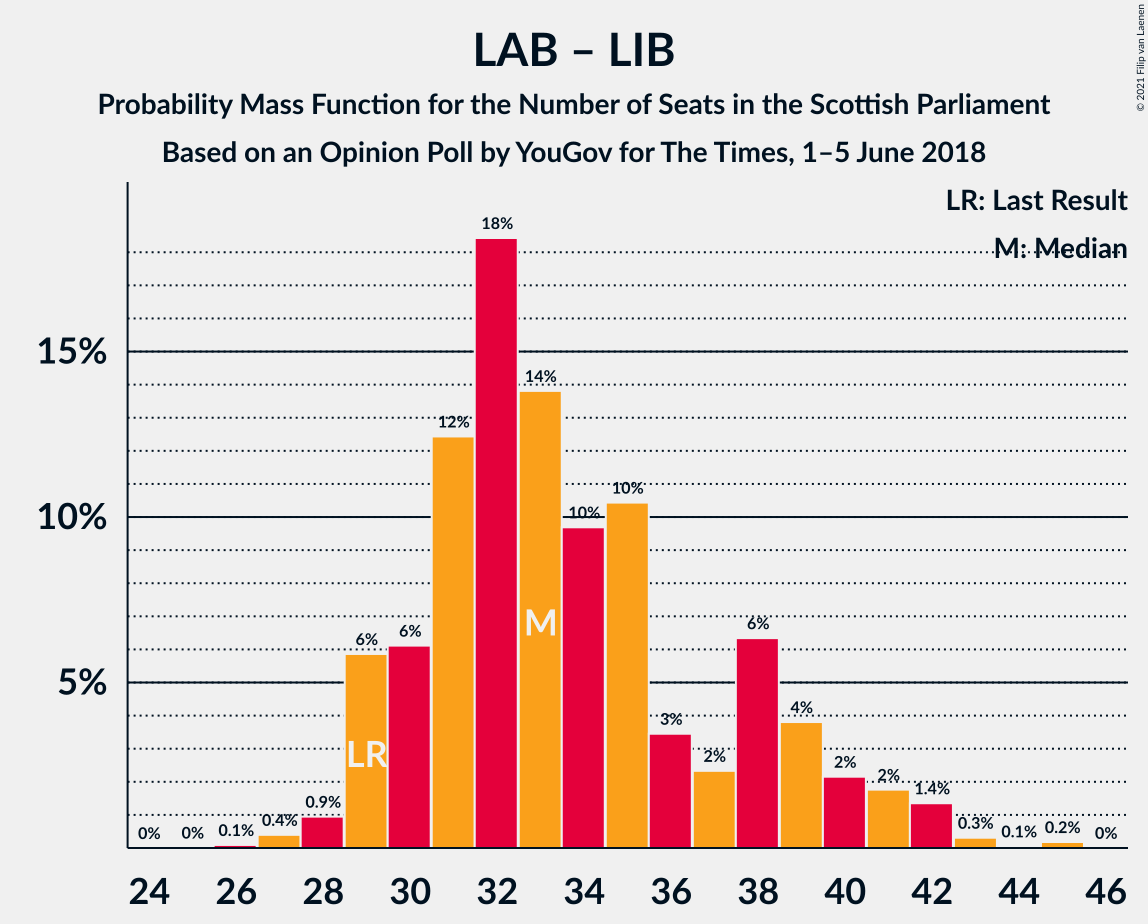 LAB – LIB
Probability Mass Function for the Number of Seats in the Scottish Parliament
Based on an Opinion Poll by YouGov for The Times, 1–5 June 2018
© 2021 Filip van Laenen
LR: Last Result
M: Median
15%
10%
5%
0%
0%
0.1%
0.4%
0.9%
6%
6%
12%
18%
14%
10%
10%
3%
2%
6%
4%
2%
2%
1.4%
0.3%
0.1%
0.2%
0%
LR
M
24 26 28 30 32 34 36 38 40 42 44 46